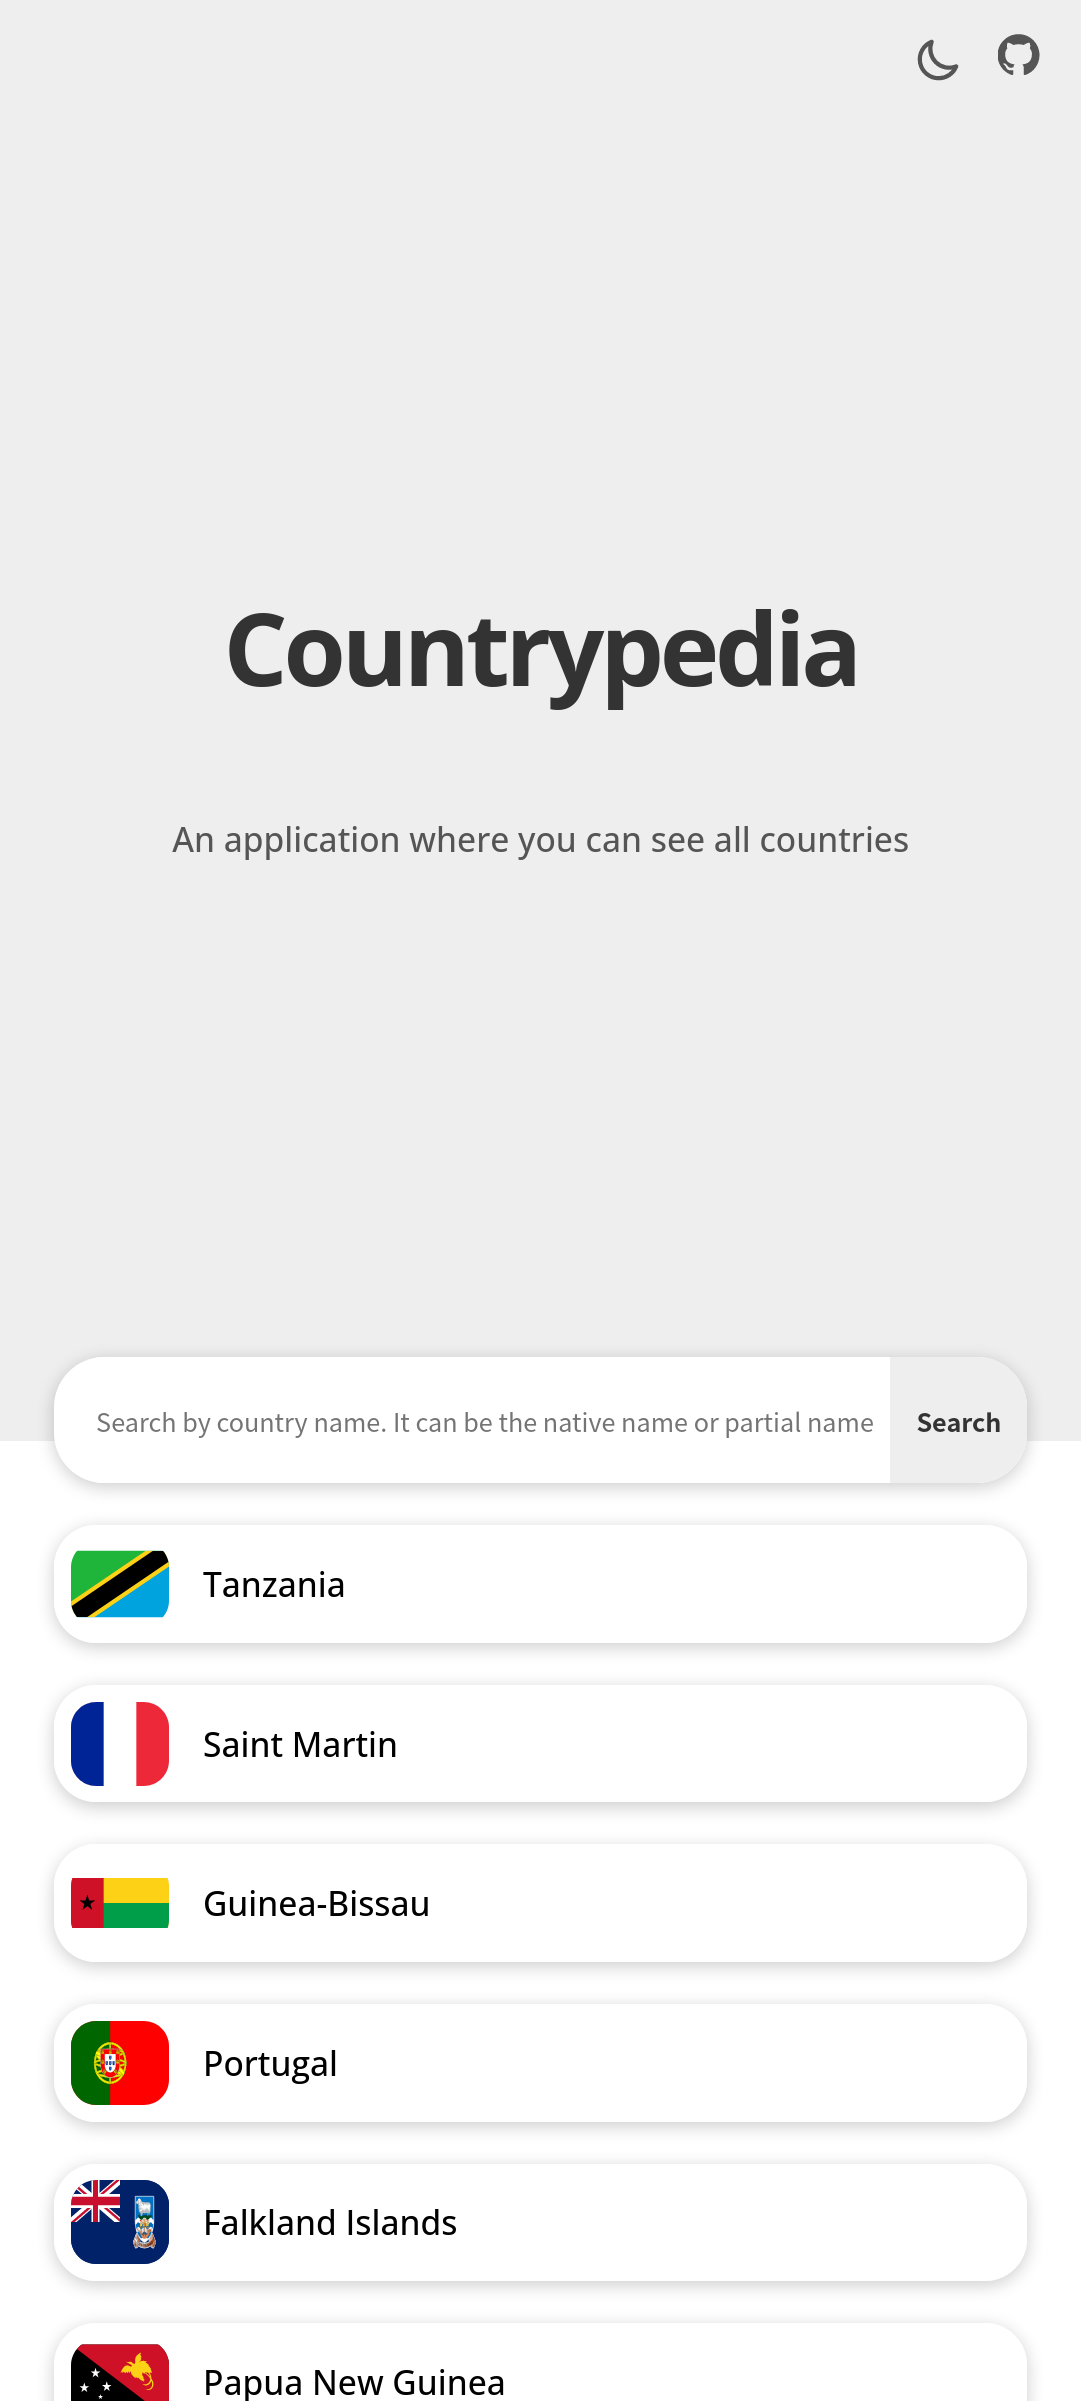 Countrypedia
An application where you can see all countries
Search by country name. It can be the native name or partial name
Search
Tanzania
Saint Martin
Guinea-Bissau
Portugal
Falkland Islands
Papua New Guinea